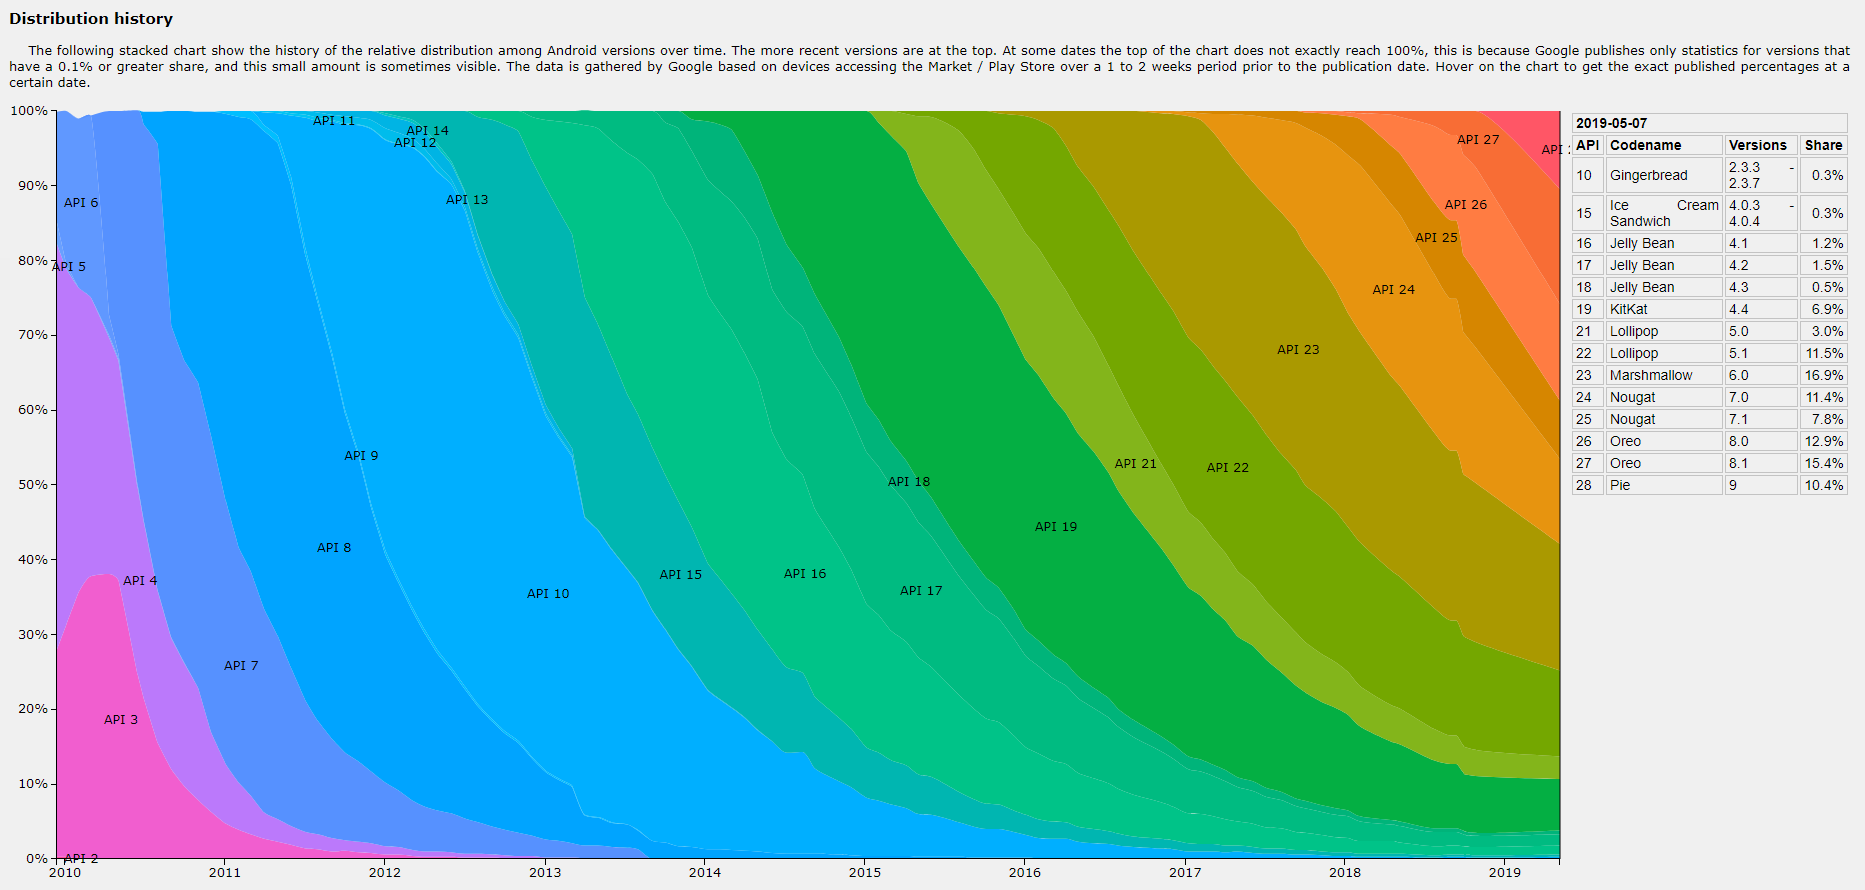 Distribution history
The following stacked chart show the history of the relative distribution among Android versions over time. The more recent versions are at the top. At some dates the top of the chart does not exactly reach 100%, this is because Google publishes only statistics for versions that
have a 0.1% or greater share, and this small amount is sometimes visible. The data is gathered by Google based on devices accessing the Market / Play Store over a 1 to 2 weeks period prior to the publication date. Hover on the chart to get the exact published percentages at a
certain date.
100%
90%
80%
70%
60%
50%
40%
30%
20%
10%
0%
API 2
API 3
API 4
API 5
API 6
API 7
API 8
API 9
API 10
API 11
API 12
API 13
API 14
API 15
API 16
API 17
API 18
API 19
API 21
API 22
API 23
API 24
API 25
API 26
API 27
API
2010 2011 2012 2013 2014 2015 2016 2017 2018 2019
2019-05-07
API Codename Versions Share
10 Gingerbread 2.3.3 - 0.3%
2.3.7
15 Ice Cream 4.0.3 - 0.3%
Sandwich 4.0.4
16 Jelly Bean 4.1 1.2%
17 Jelly Bean 4.2 1.5%
18 Jelly Bean 4.3 0.5%
19 KitKat 4.4 6.9%
21 Lollipop 5.0 3.0%
22 Lollipop 5.1 11.5%
23 Marshmallow 6.0 16.9%
24 Nougat 7.0 11.4%
25 Nougat 7.1 7.8%
26 Oreo 8.0 12.9%
27 Oreo 8.1 15.4%
28 Pie 9 10.4%